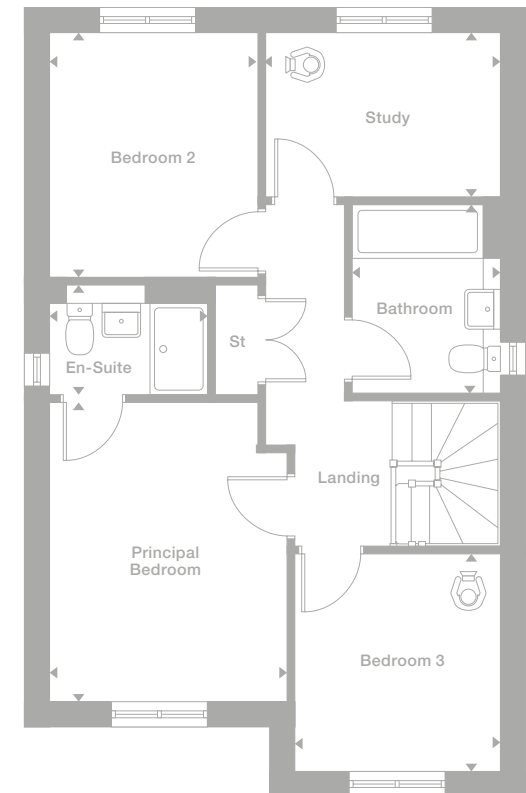 Study
Bedroom 2
Bathroom
St
En-Suite
Landing
Principal
Bedroom
Bedroom 3